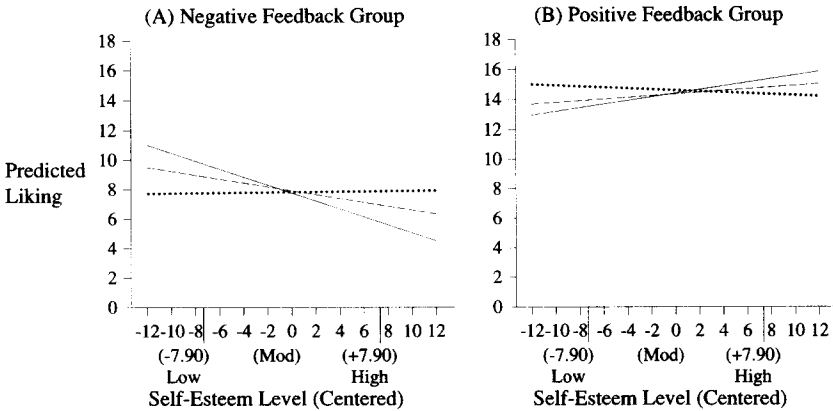 (A) Negative Feedback Group
18
16
14
12
10
8
6
4
2
0
Predicted
Liking
-12 -10 -8 -6 -4 -2 0 2 4 6 8 10 12
(-7.90) (Mod) (+7.90)
Low High
Self-Esteem Level (Centered)
(B) Positive Feedback Group
18
16
14
12
10
8
6
4
2
0
-12 -10 -8 -6 -4 -2 0 2 4 6 8 10 12
(-7.90) (Mod) (+7.90)
Low High
Self-Esteem Level (Centered)